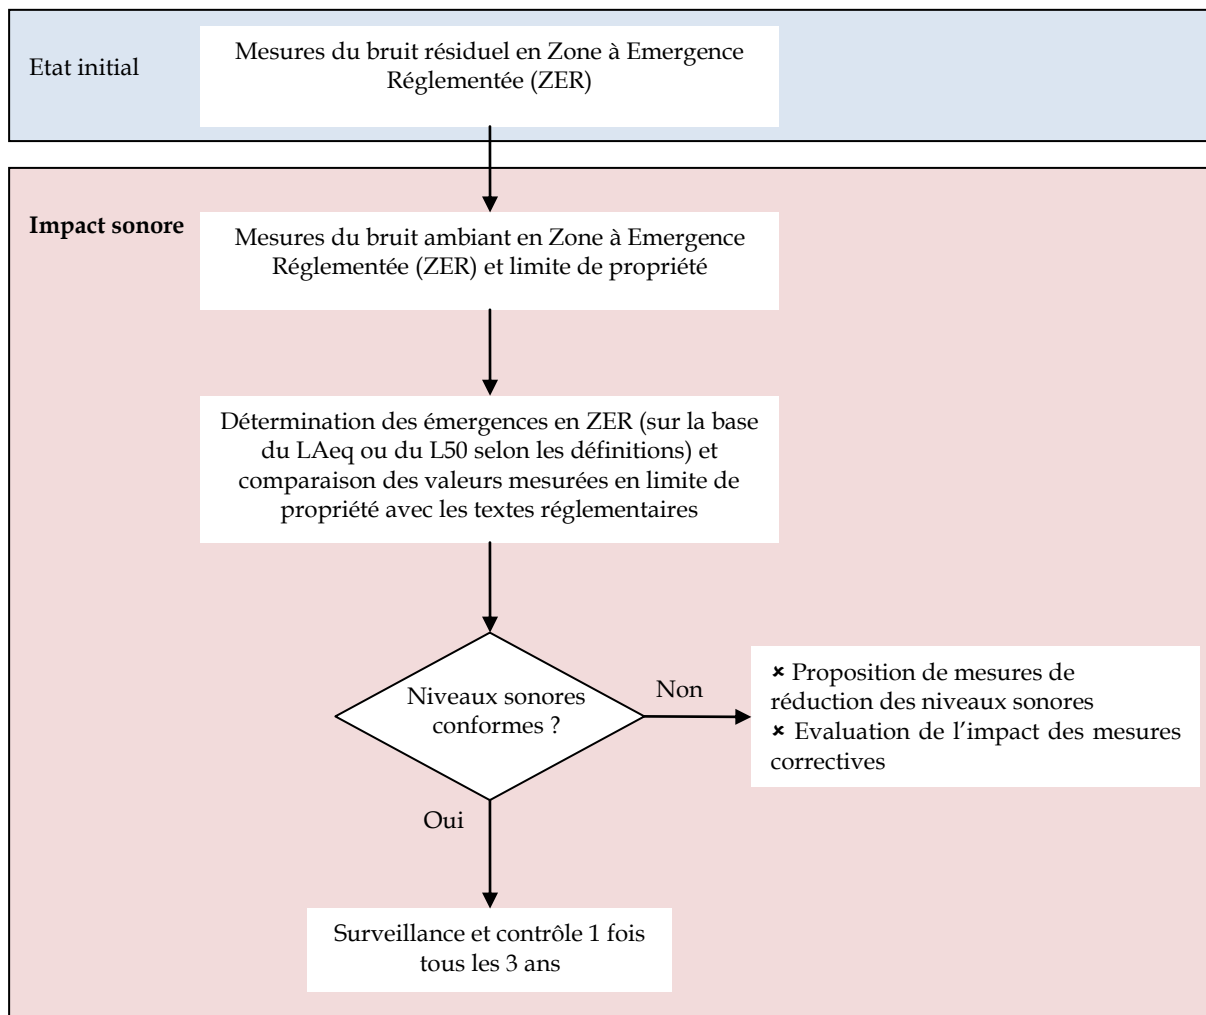 Etat initial
Mesures du bruit résiduel en Zone à Emergence
Réglementée (ZER)
Impact sonore
Mesures du bruit ambiant en Zone à Emergence
Réglementée (ZER) et limite de propriété
Détermination des émergences en ZER (sur la base
du LAeq ou du L50 selon les définitions) et
comparaison des valeurs mesurées en limite de
propriété avec les textes réglementaires
Niveaux sonores
conformes ?
Non
✘ Proposition de mesures de
réduction des niveaux sonores
✘ Evaluation de l’impact des mesures
correctives
Oui
Surveillance et contrôle 1 fois
tous les 3 ans